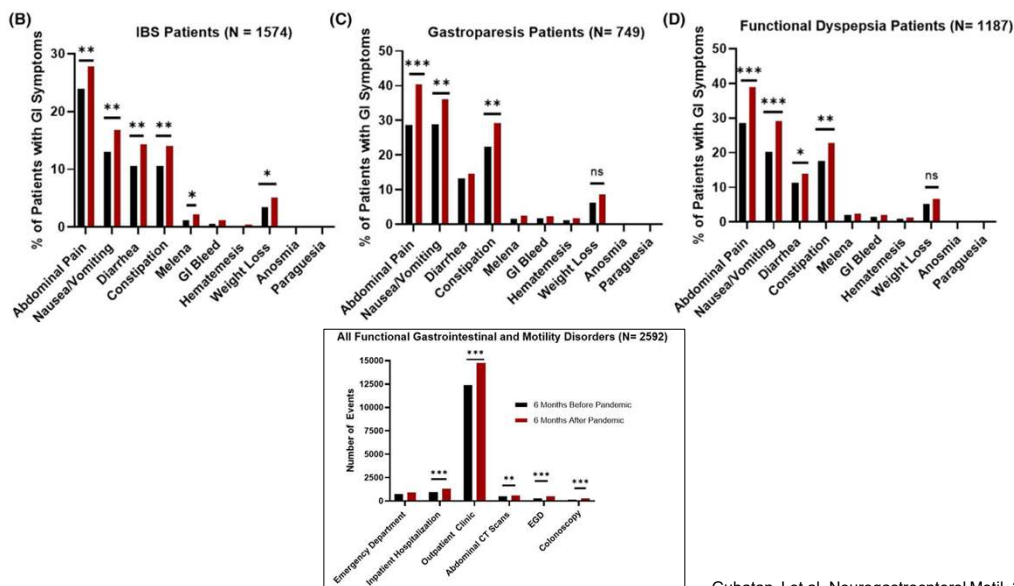 (B)
IBS Patients (N = 1574)
% of Patients with GI Symptoms
30
20
10
0
**
**
**
**
*
*
Abdominal Pain
Nausea/Vomiting
Diarrhea
Constipation
Melena
GI Bleed
Hematemesis
Weight Loss
Anosmia
Paraguesia
(C)
Gastroparesis Patients (N= 749)
% of Patients with GI Symptoms
50
40
30
20
10
0
***
**
**
ns
Abdominal Pain
Nausea/Vomiting
Diarrhea
Constipation
Melena
GI Bleed
Hematemesis
Weight Loss
Anosmia
Paraguesia
(D)
Functional Dyspepsia Patients (N= 1187)
% of Patients with GI Symptoms
50
40
30
20
10
0
***
***
*
**
ns
Abdominal Pain
Nausea/Vomiting
Diarrhea
Constipation
Melena
GI Bleed
Hematemesis
Weight Loss
Anosmia
Paraguesia
All Functional Gastrointestinal and Motility Disorders (N= 2592)
Number of Events
15000
12500
10000
7500
5000
2500
0
***
***
**
***
***
6 Months Before Pandemic
6 Months After Pandemic
Emergency Department
Inpatient Hospitalization
Outpatient Clinic
Abdominal CT Scans
EGD
Colonoscopy